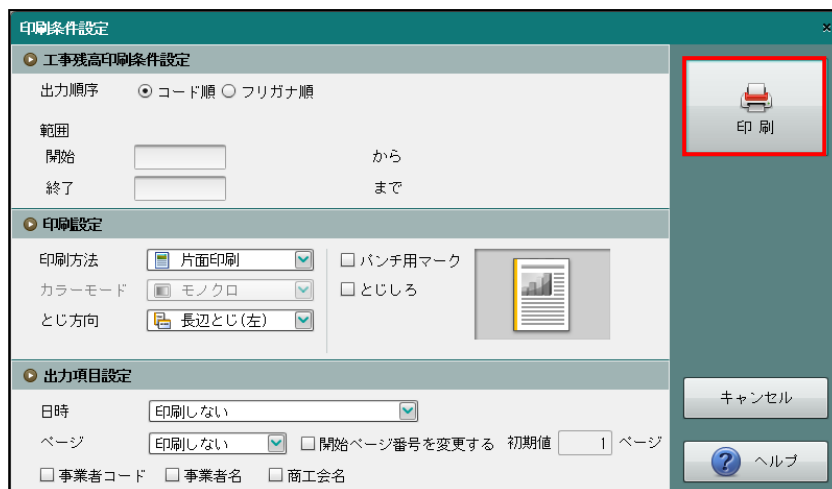 印刷条件設定
工事残高印刷条件設定
出力順序 コード順 フリガナ順
範囲
開始 から
終了 まで
印刷
印刷設定
印刷方法 片面印刷 パンチ用マーク
カラーモード モノクロ とじしろ
とじ方向 長辺とじ(左)
出力項目設定
日時 印刷しない
ページ 印刷しない 開始ページ番号を変更する 初期値 1 ページ
事業者コード 事業者名 商工会名
キャンセル
? ヘルプ